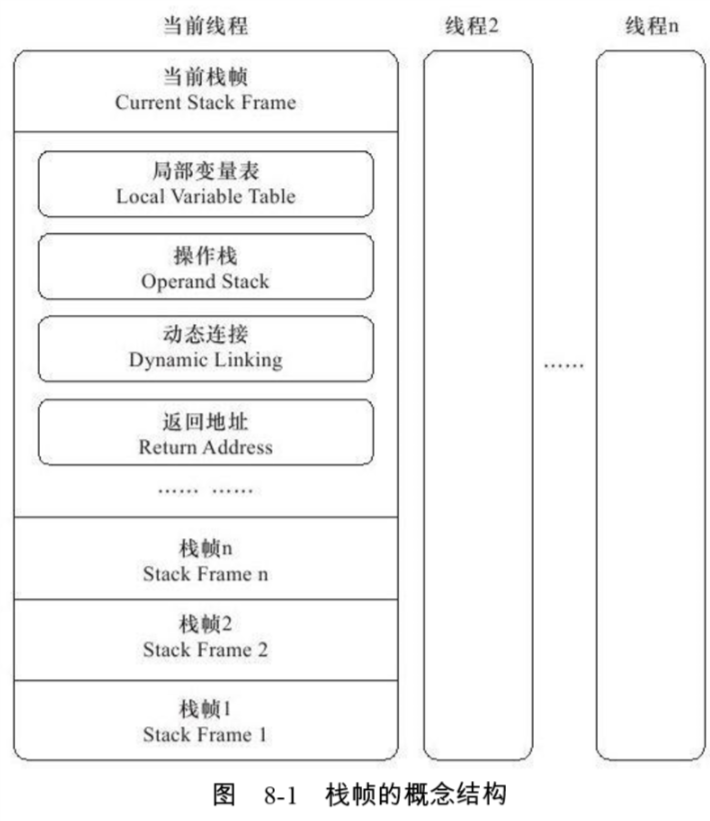 当前线程
线程2
线程n
当前栈帧
Current Stack Frame
局部变量表
Local Variable Table
操作栈
Operand Stack
动态连接
Dynamic Linking
……
返回地址
Return Address
…… ……
栈帧n
Stack Frame n
栈帧2
Stack Frame 2
栈帧1
Stack Frame 1
图 8-1 栈帧的概念结构